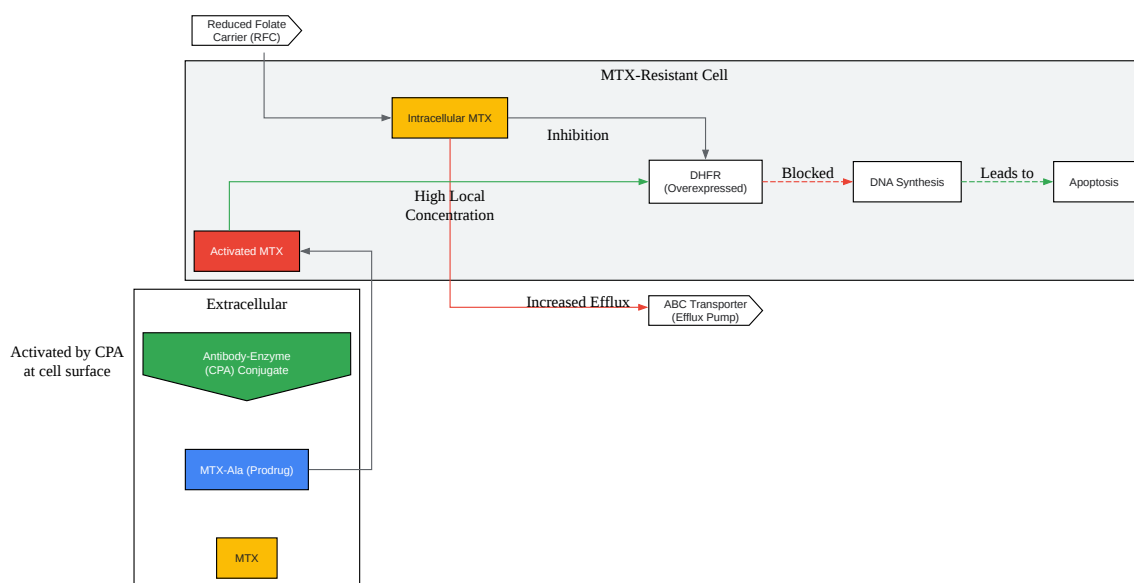 Reduced Folate
Carrier (RFC)
MTX-Resistant Cell
Intracellular MTX
Inhibition
DHFR
(Overexpressed)
Blocked
DNA Synthesis
Leads to
Apoptosis
High Local
Concentration
Activated MTX
Increased Efflux
ABC Transporter
(Efflux Pump)
Extracellular
Activated by CPA
at cell surface
Antibody-Enzyme
(CPA) Conjugate
MTX-Ala (Prodrug)
MTX